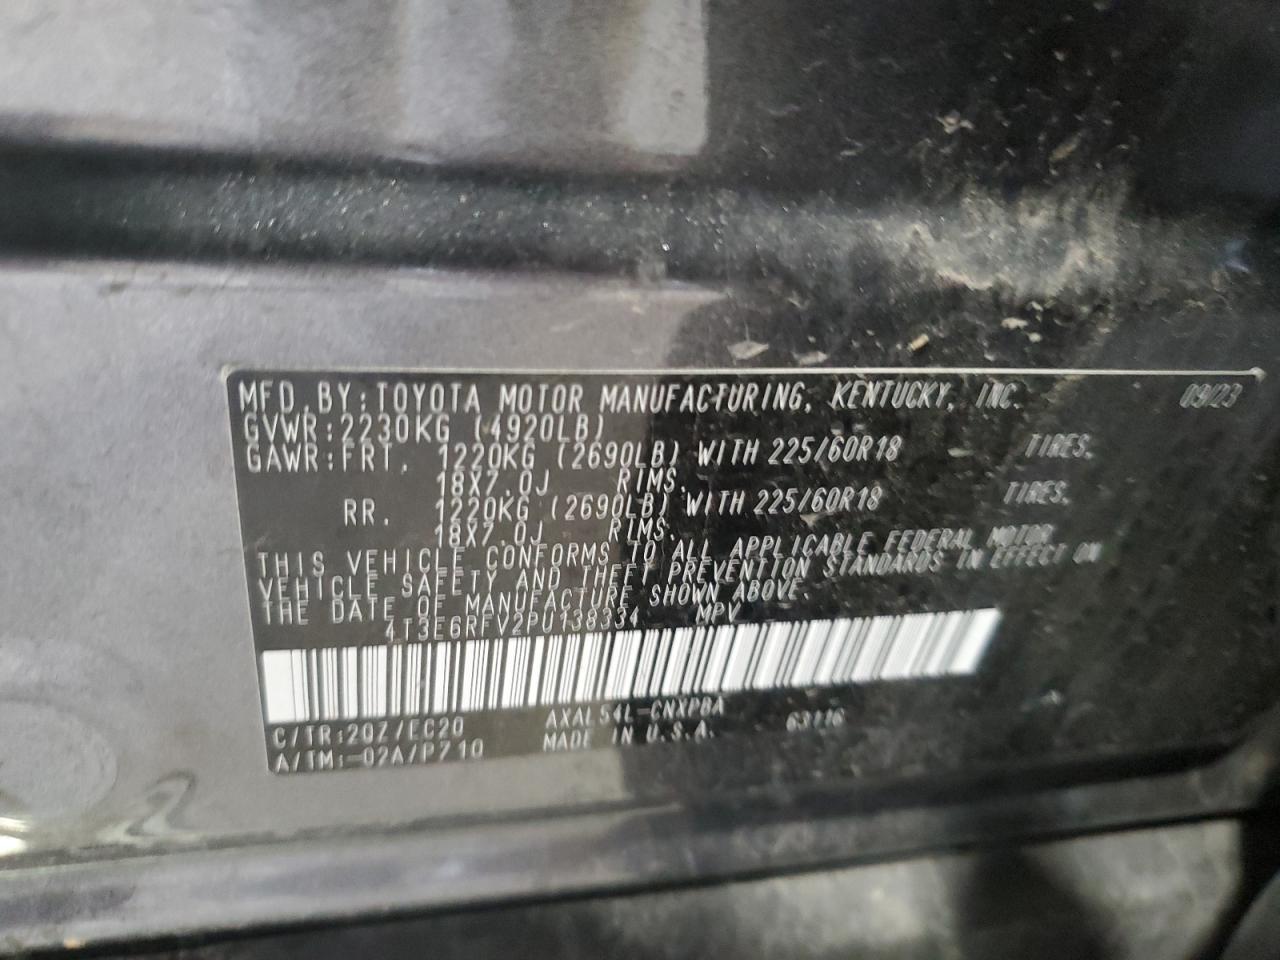 MFD. BY: TOYOTA MOTOR MANUFACTURING, KENTUCKY, INC. 09/23
GVWR: 2230KG (4920LB)
GAWR: FRT. 1220KG (2690LB) WITH 225/60R18 TIRES.
18X7.0J RIMS.
RR. 1220KG (2690LB) WITH 225/60R18 TIRES.
18X7.0J RIMS.
THIS VEHICLE CONFORMS TO ALL APPLICABLE FEDERAL MOTOR
VEHICLE SAFETY AND THEFT PREVENTION STANDARDS IN EFFECT ON
THE DATE OF MANUFACTURE SHOWN ABOVE.
4T3E6RFV2PU138334 MPV
C/TR: 20Z/EC20 AXAL54L-CNXPBA 63116
A/TM: -02A/P710 MADE IN U.S.A.